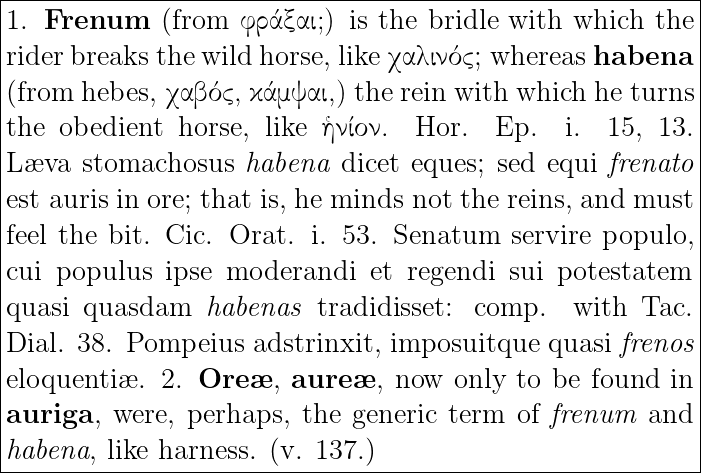 1. Frenum (from φράξαι;) is the bridle with which the
rider breaks the wild horse, like χαλινός; whereas habena
(from hebes, χαβός, κάμψαι,) the rein with which he turns
the obedient horse, like ἡνίον. Hor. Ep. i. 15, 13.
Læva stomachosus habena dicet eques; sed equi frenato
est auris in ore; that is, he minds not the reins, and must
feel the bit. Cic. Orat. i. 53. Senatum servire populo,
cui populus ipse moderandi et regendi sui potestatem
quasi quasdam habenas tradidisset: comp. with Tac.
Dial. 38. Pompeius adstrinxit, imposuitque quasi frenos
eloquentiæ. 2. Oreæ, aureæ, now only to be found in
auriga, were, perhaps, the generic term of frenum and
habena, like harness. (v. 137.)